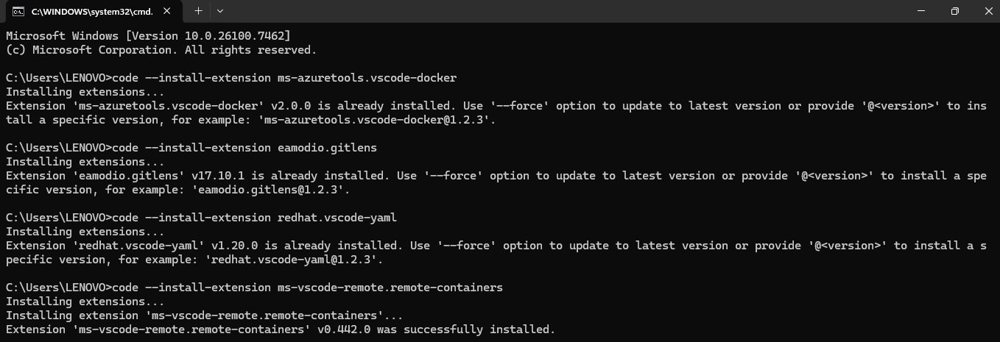 C:\WINDOWS\system32\cmd.
Microsoft Windows [Version 10.0.26100.7462]
(c) Microsoft Corporation. All rights reserved.
C:\Users\LENOVO>code --install-extension ms-azuretools.vscode-docker
Installing extensions...
Extension 'ms-azuretools.vscode-docker' v2.0.0 is already installed. Use '--force' option to update to latest version or provide '@<version>' to ins
tall a specific version, for example: 'ms-azuretools.vscode-docker@1.2.3'.
C:\Users\LENOVO>code --install-extension eamodio.gitlens
Installing extensions...
Extension 'eamodio.gitlens' v17.10.1 is already installed. Use '--force' option to update to latest version or provide '@<version>' to install a spe
cific version, for example: 'eamodio.gitlens@1.2.3'.
C:\Users\LENOVO>code --install-extension redhat.vscode-yaml
Installing extensions...
Extension 'redhat.vscode-yaml' v1.20.0 is already installed. Use '--force' option to update to latest version or provide '@<version>' to install a s
pecific version, for example: 'redhat.vscode-yaml@1.2.3'.
C:\Users\LENOVO>code --install-extension ms-vscode-remote.remote-containers
Installing extensions...
Installing extension 'ms-vscode-remote.remote-containers'...
Extension 'ms-vscode-remote.remote-containers' v0.442.0 was successfully installed.